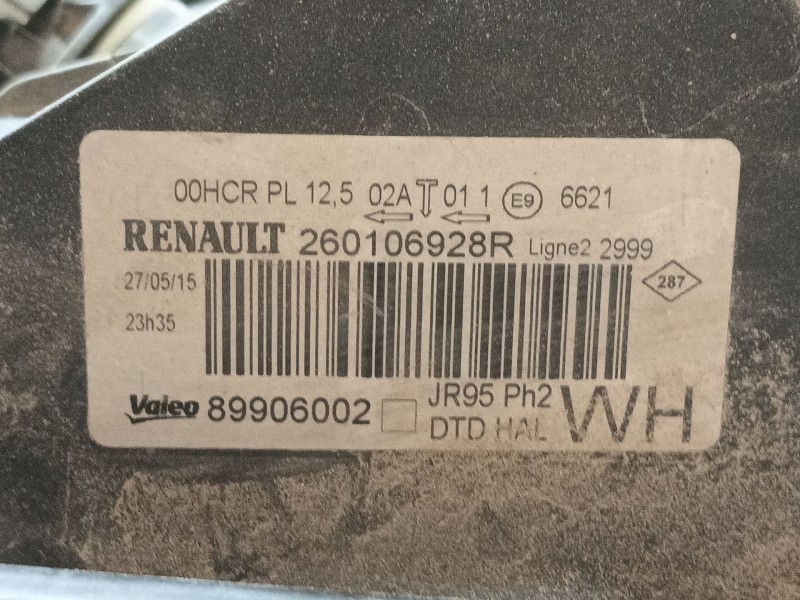 00HCR PL 12,5 02A 01 1 E9 6621
RENAULT 260106928R Ligne2 2999
27/05/15
287
23h35
Valeo 89906002 JR95 Ph2 WH
DTD HAL